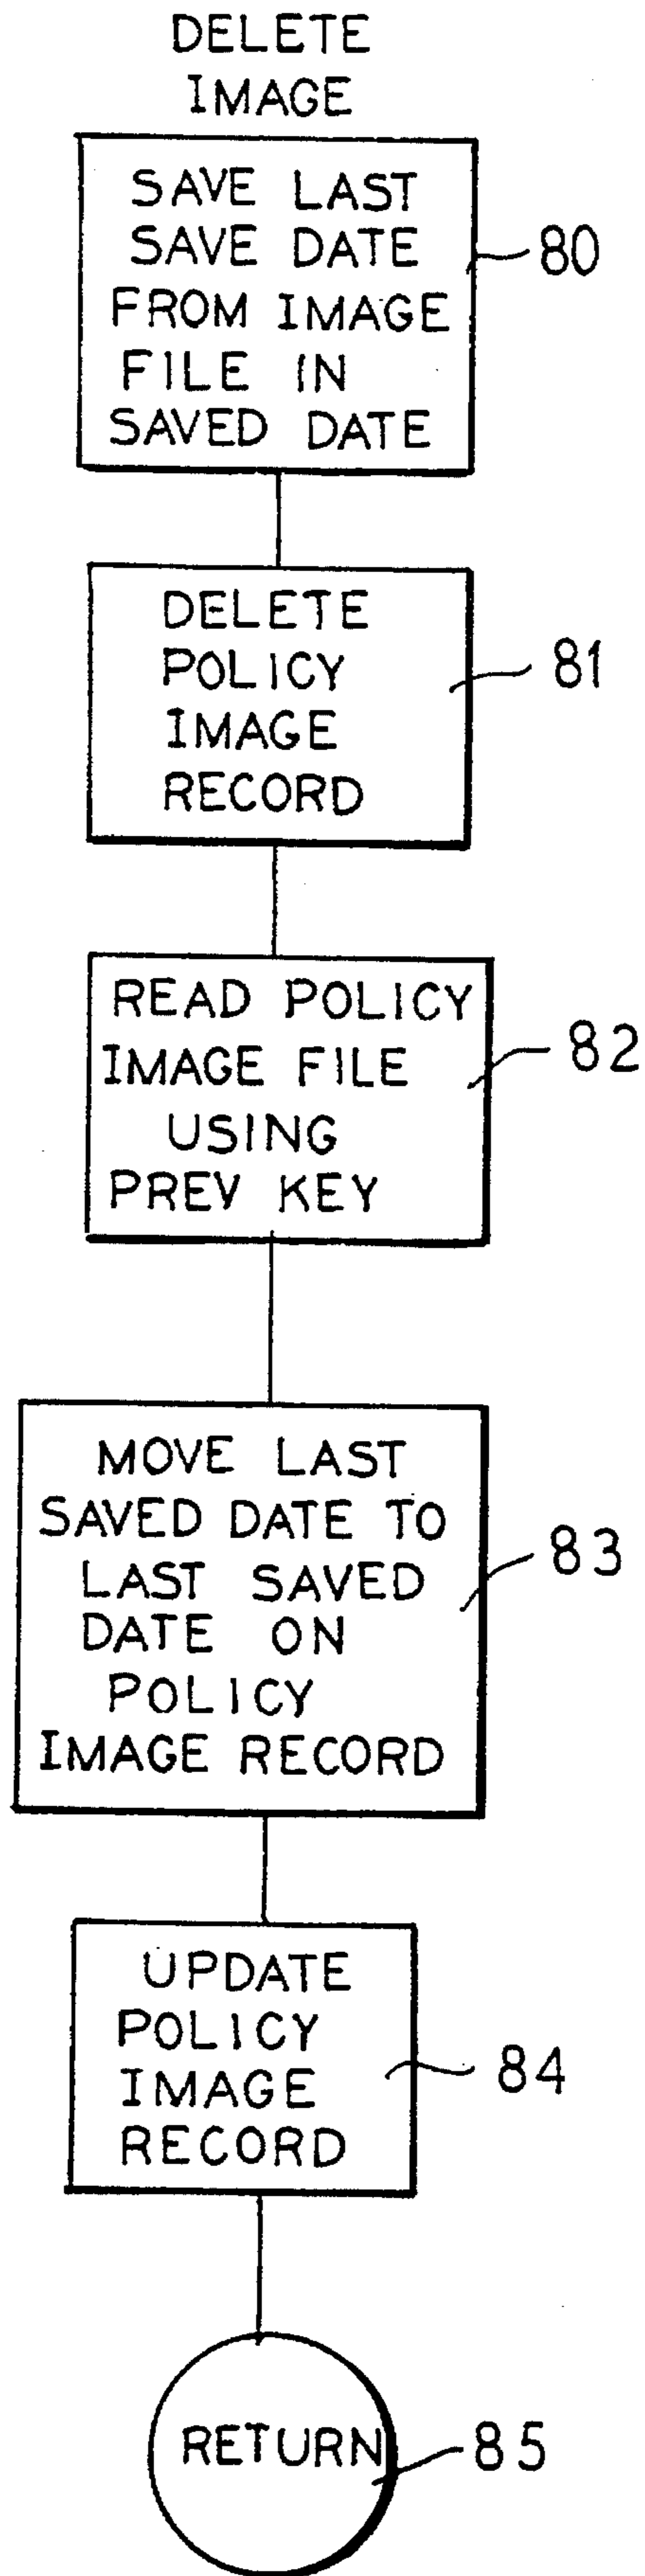 DELETE
IMAGE
SAVE LAST
SAVE DATE
FROM IMAGE
FILE IN
SAVED DATE
80
DELETE
POLICY
IMAGE
RECORD
81
READ POLICY
IMAGE FILE
USING
PREV KEY
82
MOVE LAST
SAVED DATE TO
LAST SAVED
DATE ON
POLICY
IMAGE RECORD
83
UPDATE
POLICY
IMAGE
RECORD
84
RETURN
85